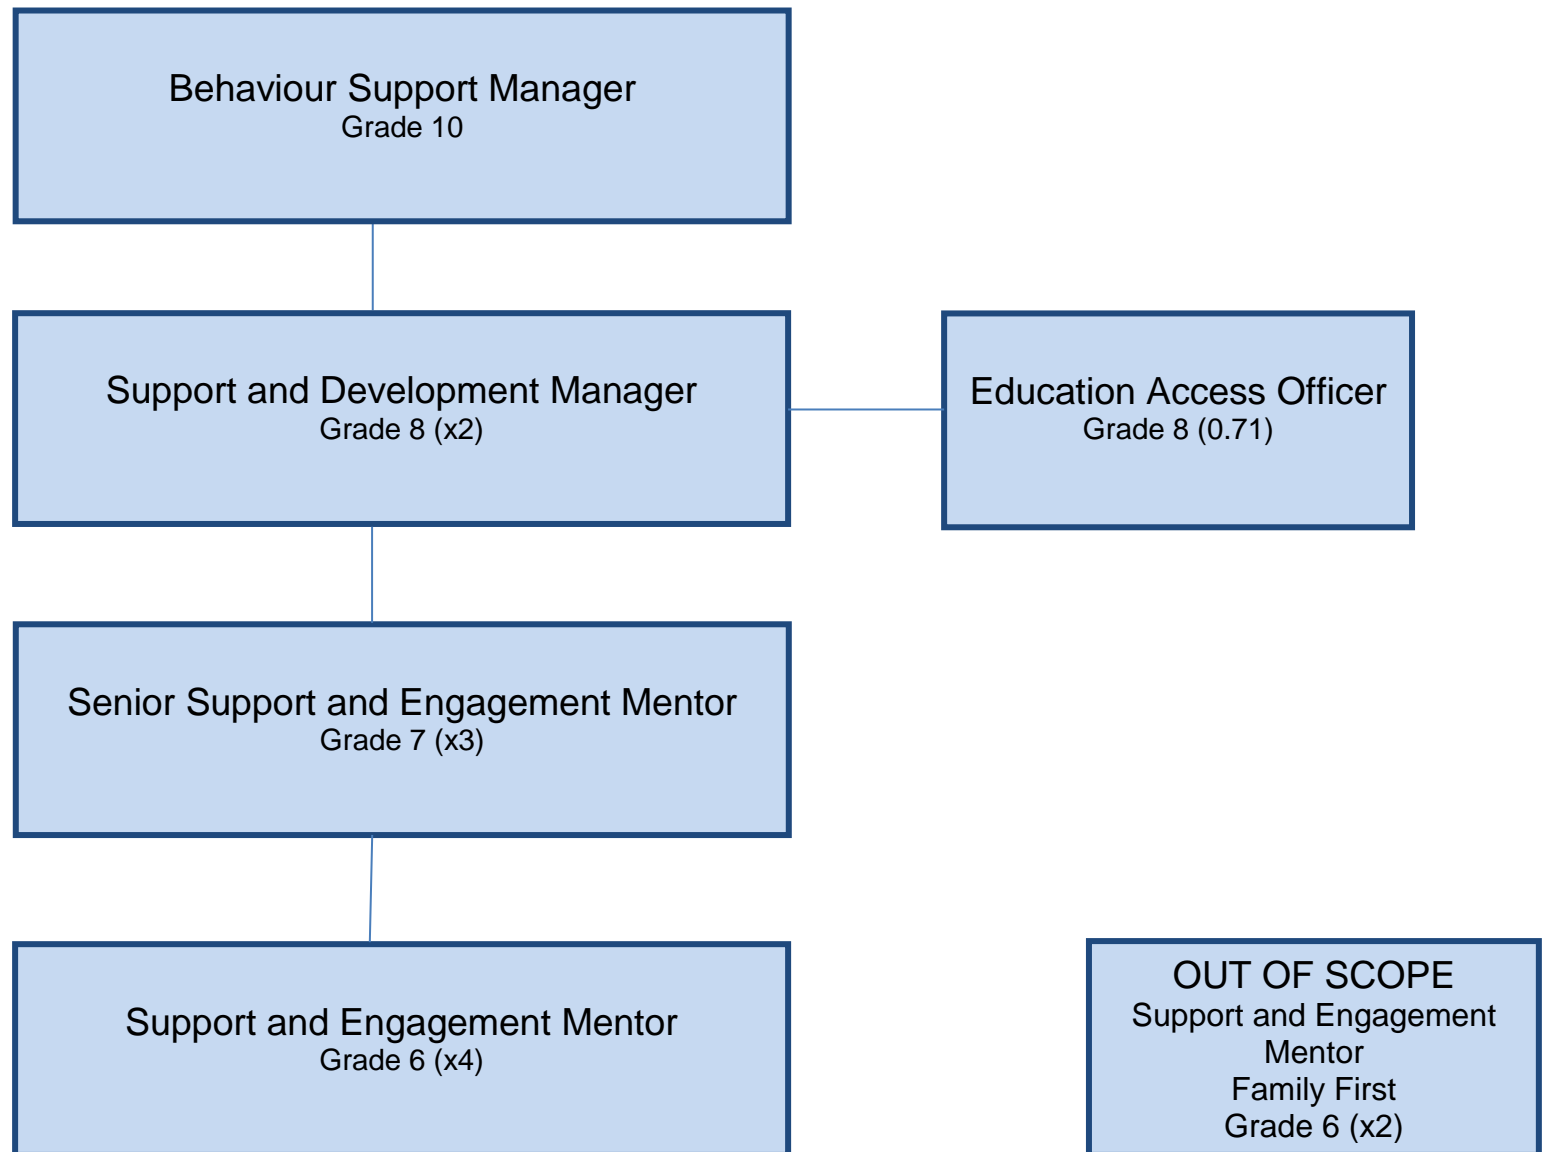 Behaviour Support Manager
Grade 10
Support and Development Manager
Grade 8 (x2)
Education Access Officer
Grade 8 (0.71)
Senior Support and Engagement Mentor
Grade 7 (x3)
Support and Engagement Mentor
Grade 6 (x4)
OUT OF SCOPE
Support and Engagement
Mentor
Family First
Grade 6 (x2)